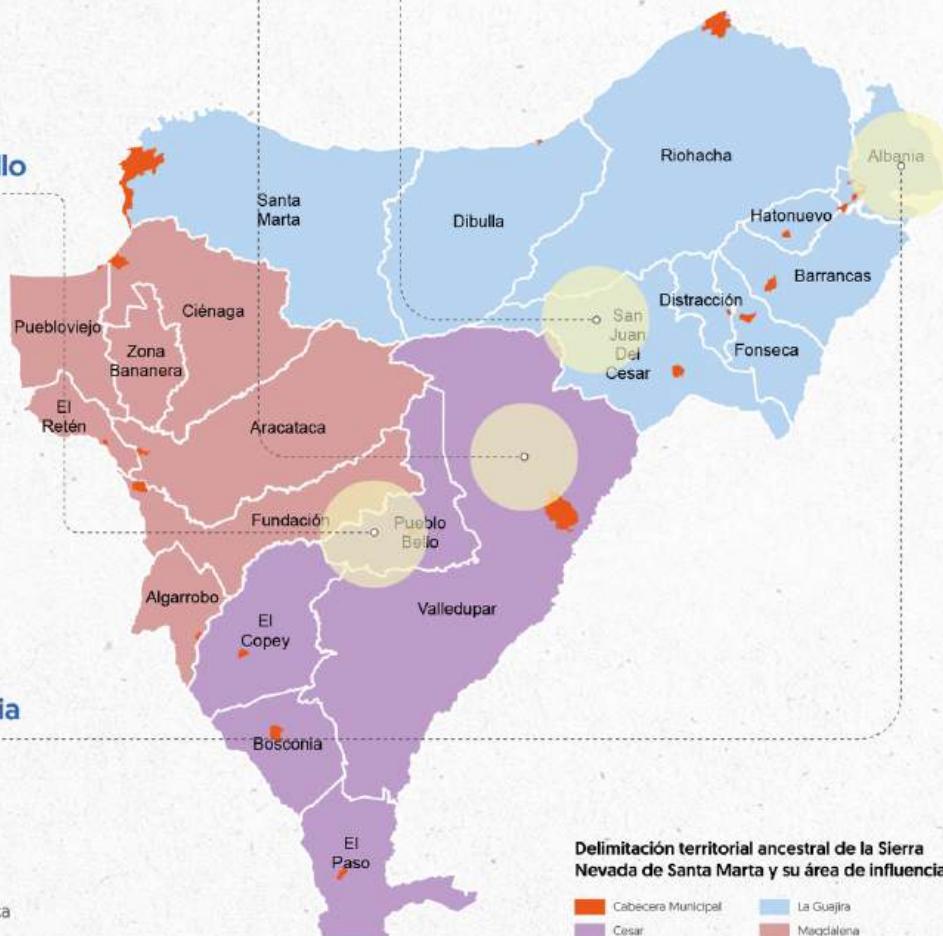 llo
Riohacha
Albania
Santa
Marta
Dibulla
Hatonuevo
Barrancas
Distracción
San
Juan
Del
Cesar
Fonseca
Puebloviejo
Ciénaga
Zona
Bananera
El
Retén
Aracataca
Fundación
Pueblo
Bello
Algarrobo
El
Copey
Valledupar
ia
Bosconia
El
Paso
Delimitación territorial ancestral de la Sierra
Nevada de Santa Marta y su área de influencia
Cabecera Municipal
La Guajira
Cesar
Magdalena